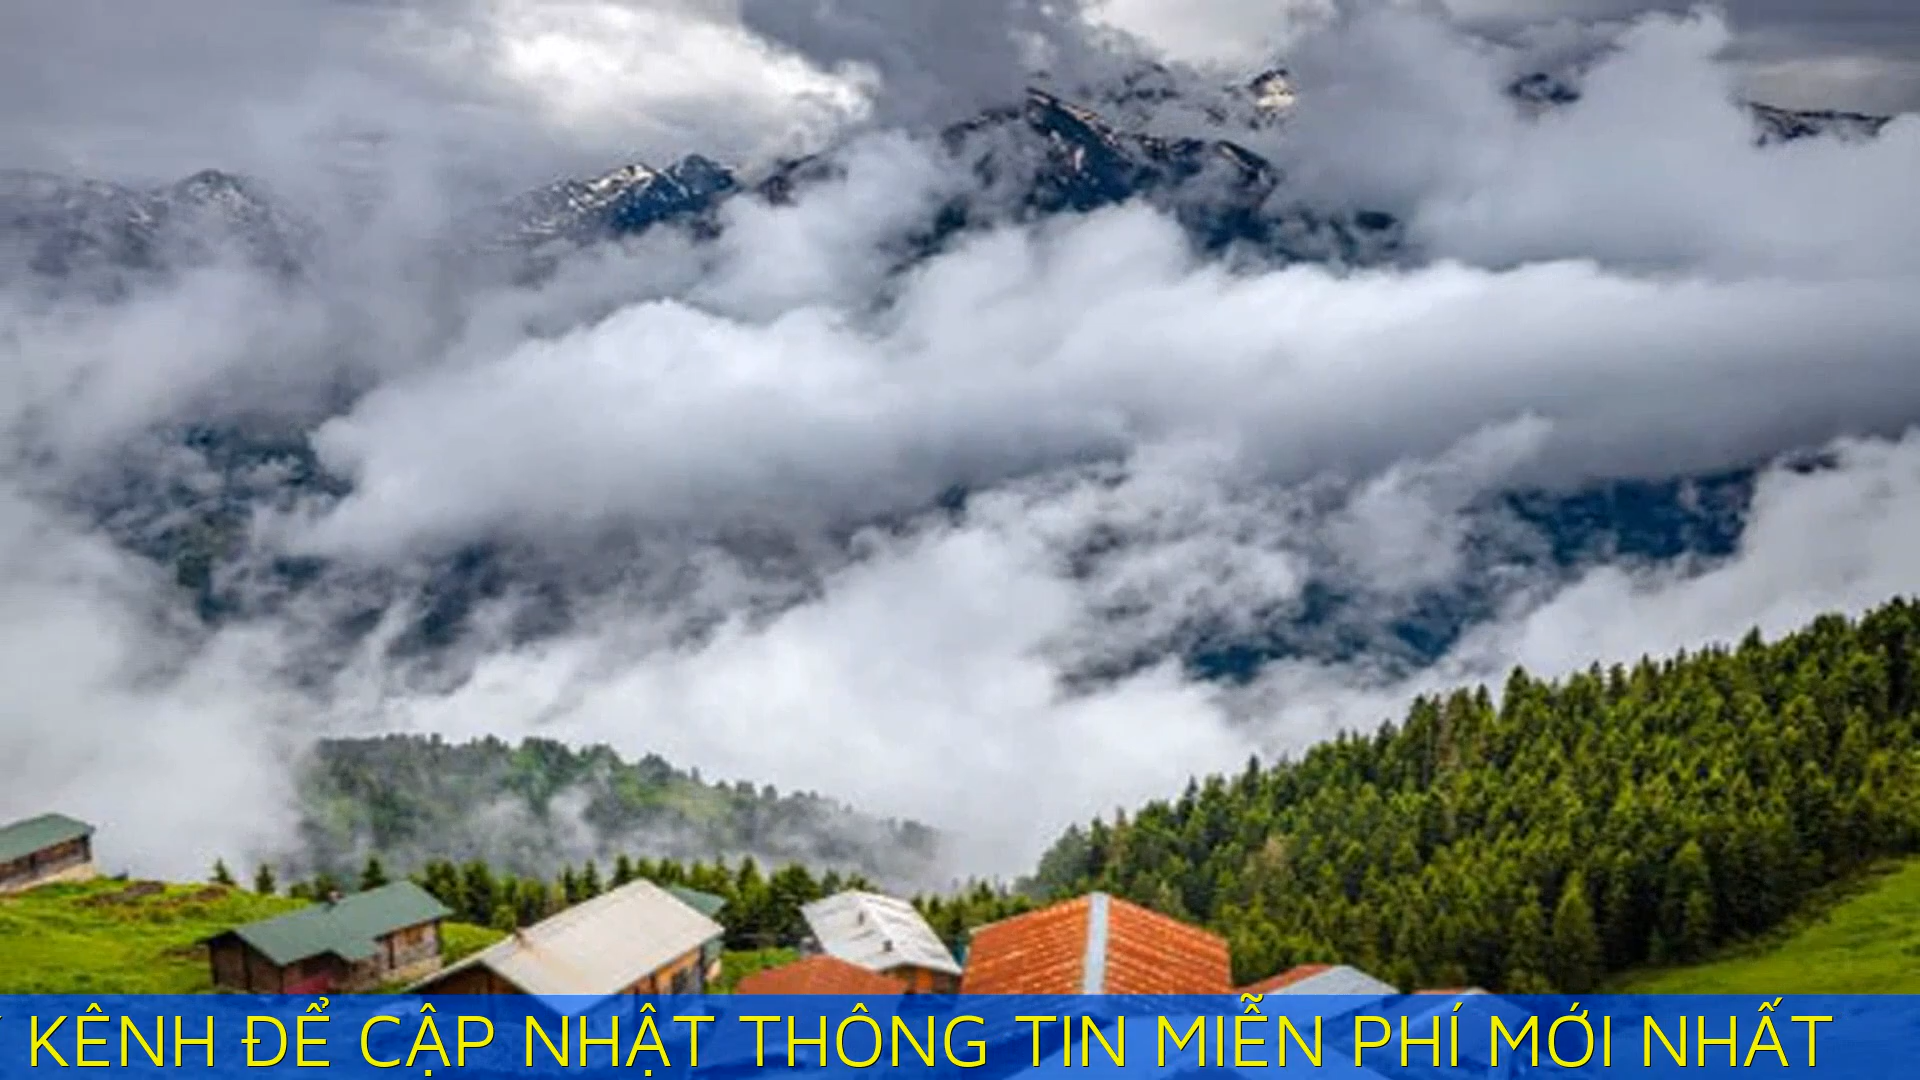 KÊNH ĐỂ CẬP NHẬT THÔNG TIN MIỄN PHÍ MỚI NHẤT